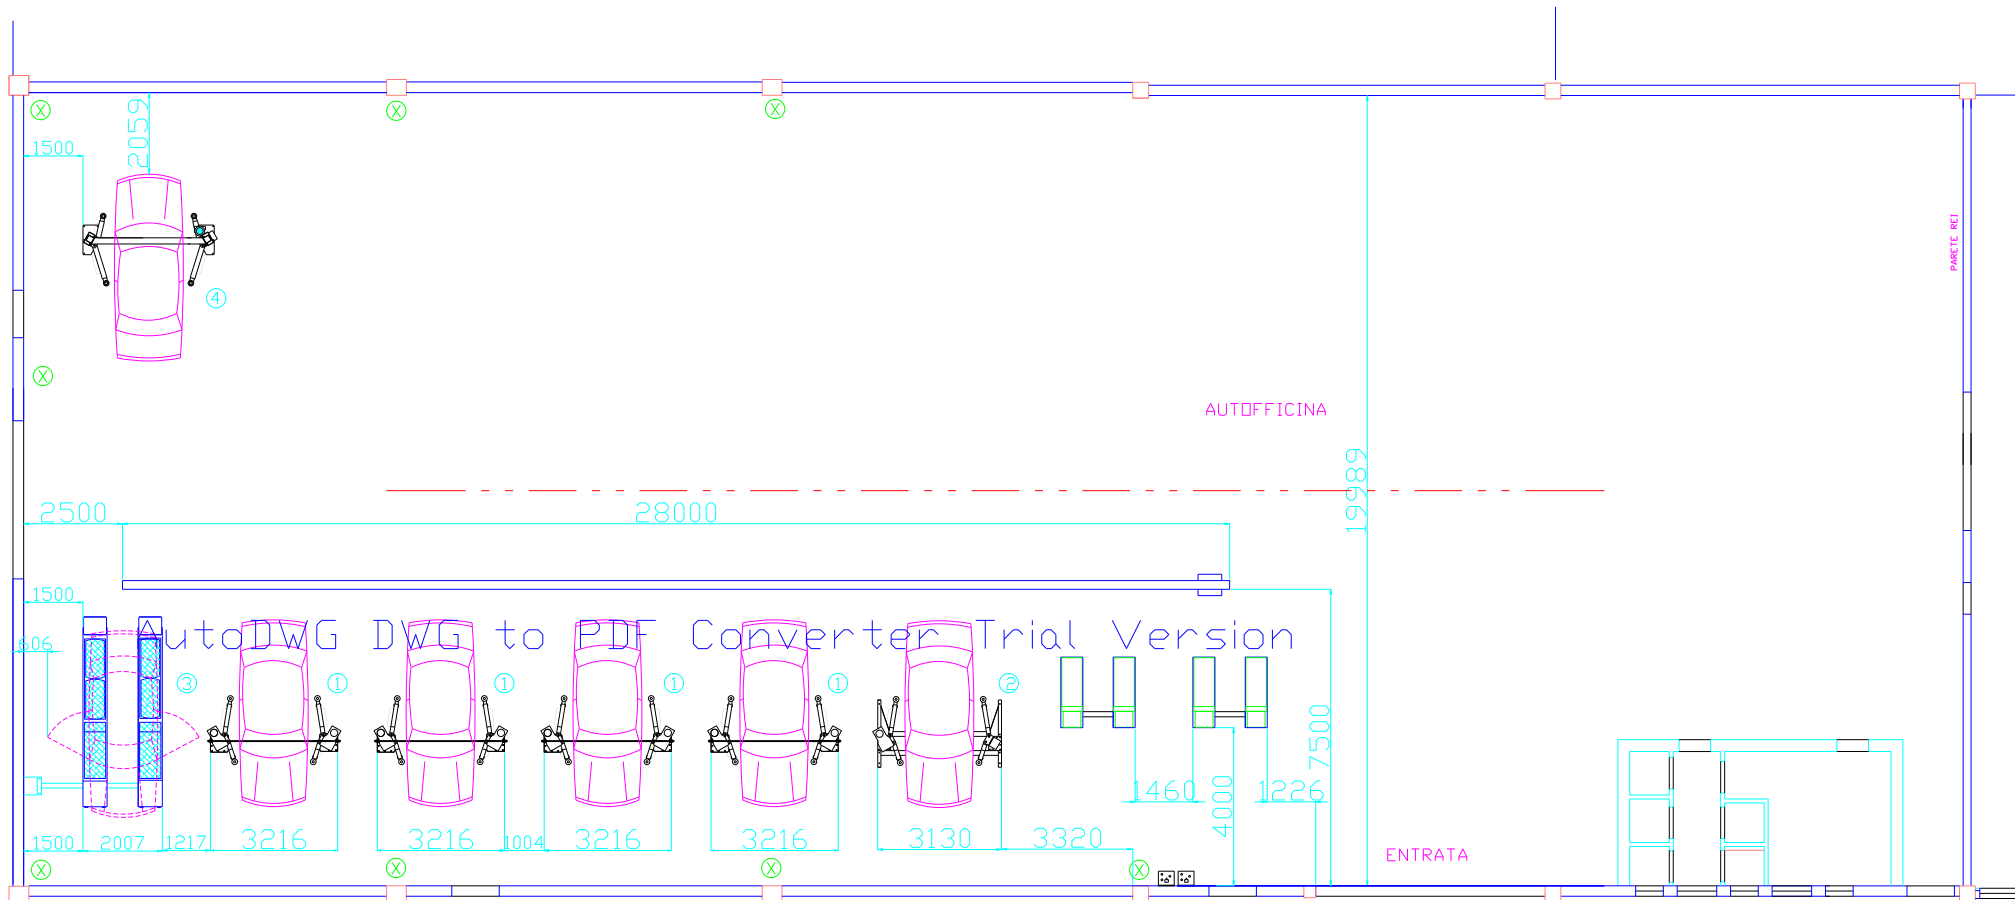 X
X
X
2059
1500
PARETE REI
4
X
AUTOFFICINA
19989
2500
28000
1500
AutoDWG DWG to PDF Converter Trial Version
606
3
1
1
1
1
2
7500
1460
1226
4000
1500
2007
1217
3216
3216
1004
3216
3216
3130
3320
ENTRATA
X
X
X
X